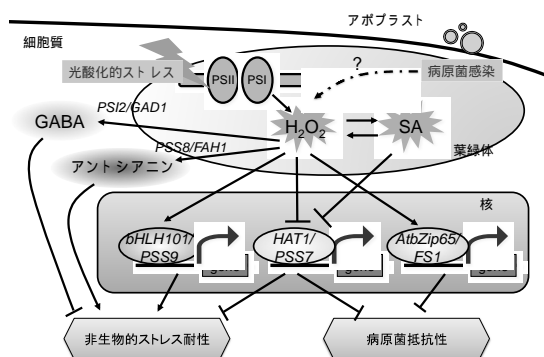 アポプラスト
細胞質
光酸化的ストレス
PSII
PSI
?
病原菌感染
PSI2/GAD1
GABA
H₂O₂
SA
葉緑体
PSS8/FAH1
アントシアニン
核
bHLH101/
PSS9
HAT1/
PSS7
AtbZip65/
FS1
非生物的ストレス耐性
病原菌抵抗性